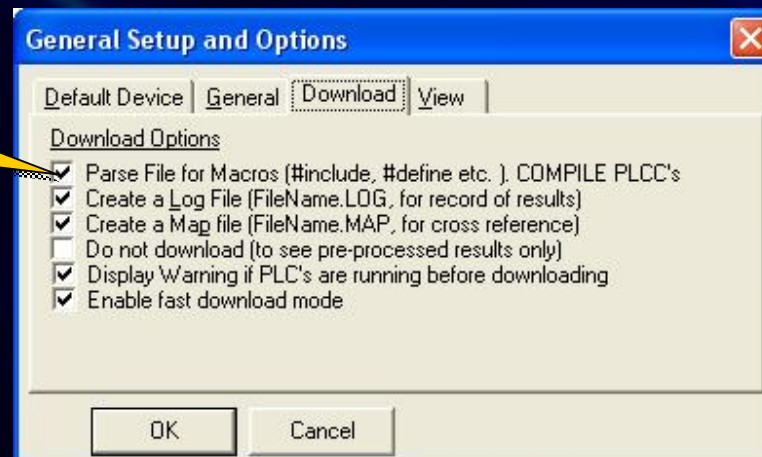 General Setup and Options
Default Device General Download View
Download Options
Parse File for Macros (#include, #define etc. ). COMPILE PLCC's
Create a Log File (FileName.LOG, for record of results)
Create a Map file (FileName.MAP, for cross reference)
Do not download (to see pre-processed results only)
Display Warning if PLC's are running before downloading
Enable fast download mode
OK Cancel